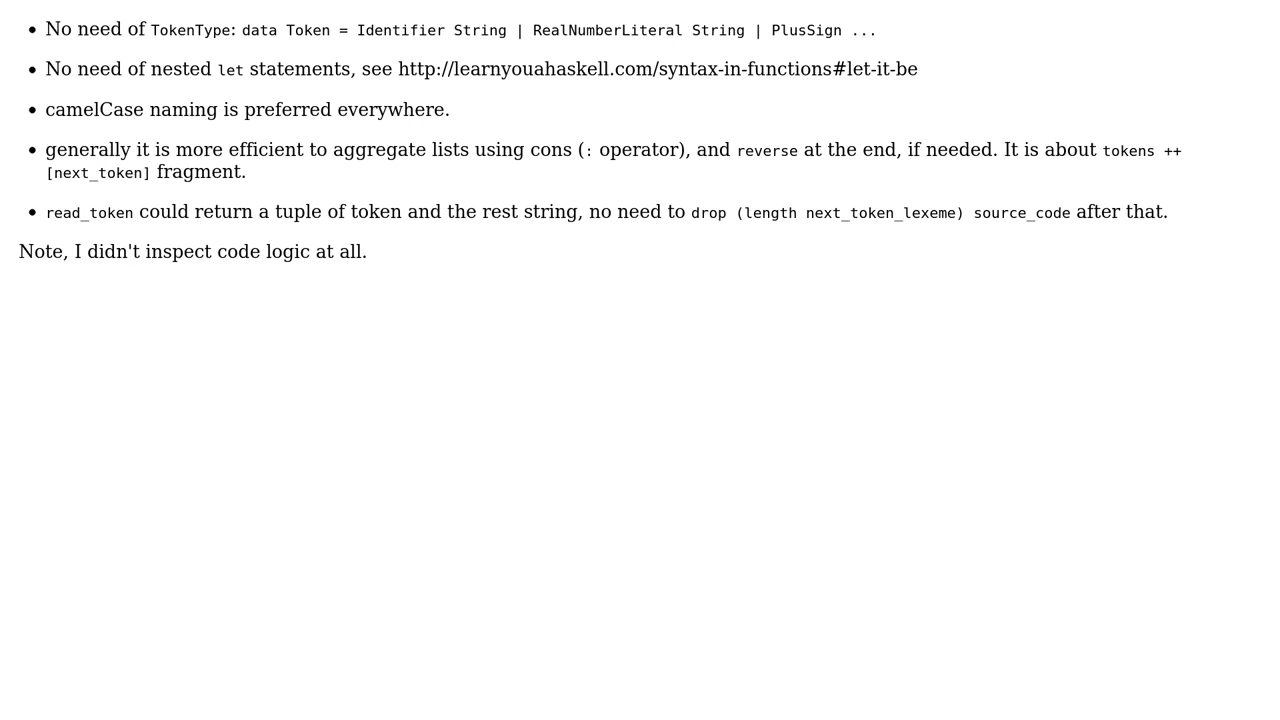 • No need of TokenType: data Token = Identifier String | RealNumberLiteral String | PlusSign ...
• No need of nested let statements, see http://learnyouahaskell.com/syntax-in-functions#let-it-be
• camelCase naming is preferred everywhere.
• generally it is more efficient to aggregate lists using cons (: operator), and reverse at the end, if needed. It is about tokens ++
[next_token] fragment.
• read_token could return a tuple of token and the rest string, no need to drop (length next_token_lexeme) source_code after that.
Note, I didn't inspect code logic at all.